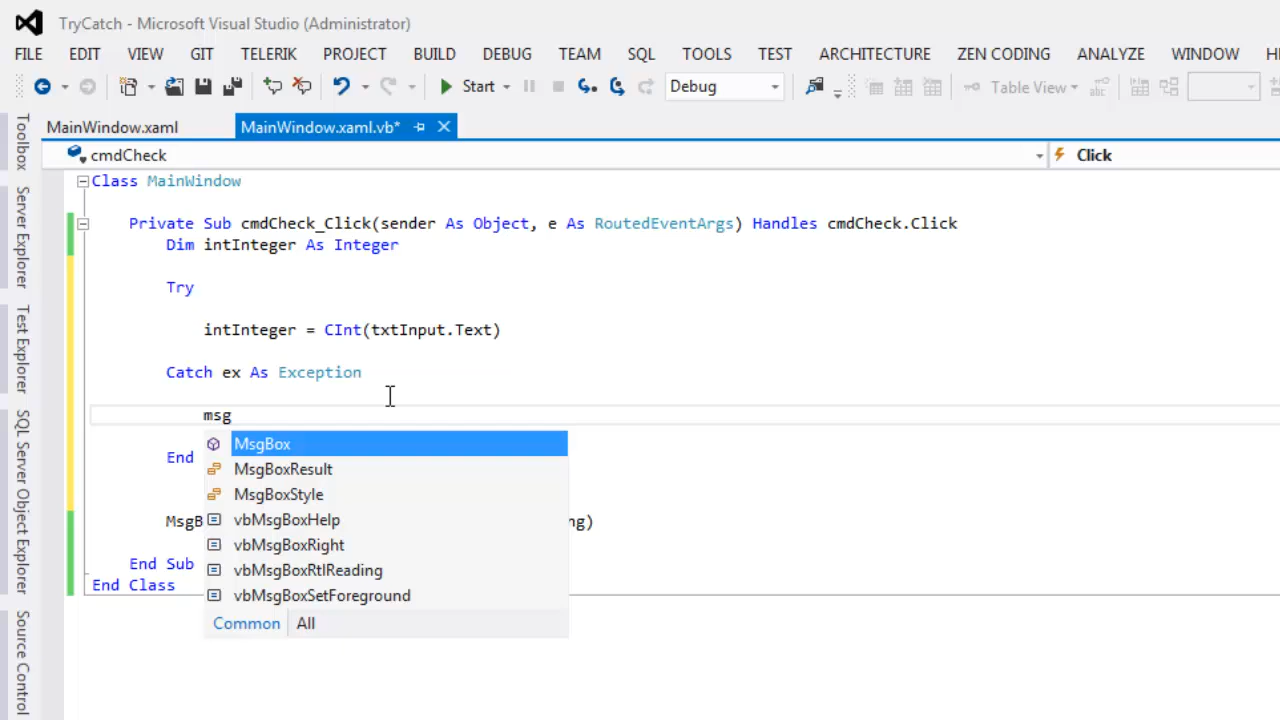 TryCatch - Microsoft Visual Studio (Administrator)
FILE EDIT VIEW GIT TELERIK PROJECT BUILD DEBUG TEAM SQL TOOLS TEST ARCHITECTURE ZEN CODING ANALYZE WINDOW
Start Debug Table View
MainWindow.xaml MainWindow.xaml.vb*
cmdCheck Click
Class MainWindow
Private Sub cmdCheck_Click(sender As Object, e As RoutedEventArgs) Handles cmdCheck.Click
Dim intInteger As Integer
Try
intInteger = CInt(txtInput.Text)
Catch ex As Exception
msg
MsgBox
End
MsgBoxResult
MsgBoxStyle
vbMsgBoxHelp
MsgB ng)
vbMsgBoxRight
End Sub
vbMsgBoxRtlReading
End Class
vbMsgBoxSetForeground
Common All
Toolbox
Server Explorer
Test Explorer
SQL Server Object Explorer
Source Control